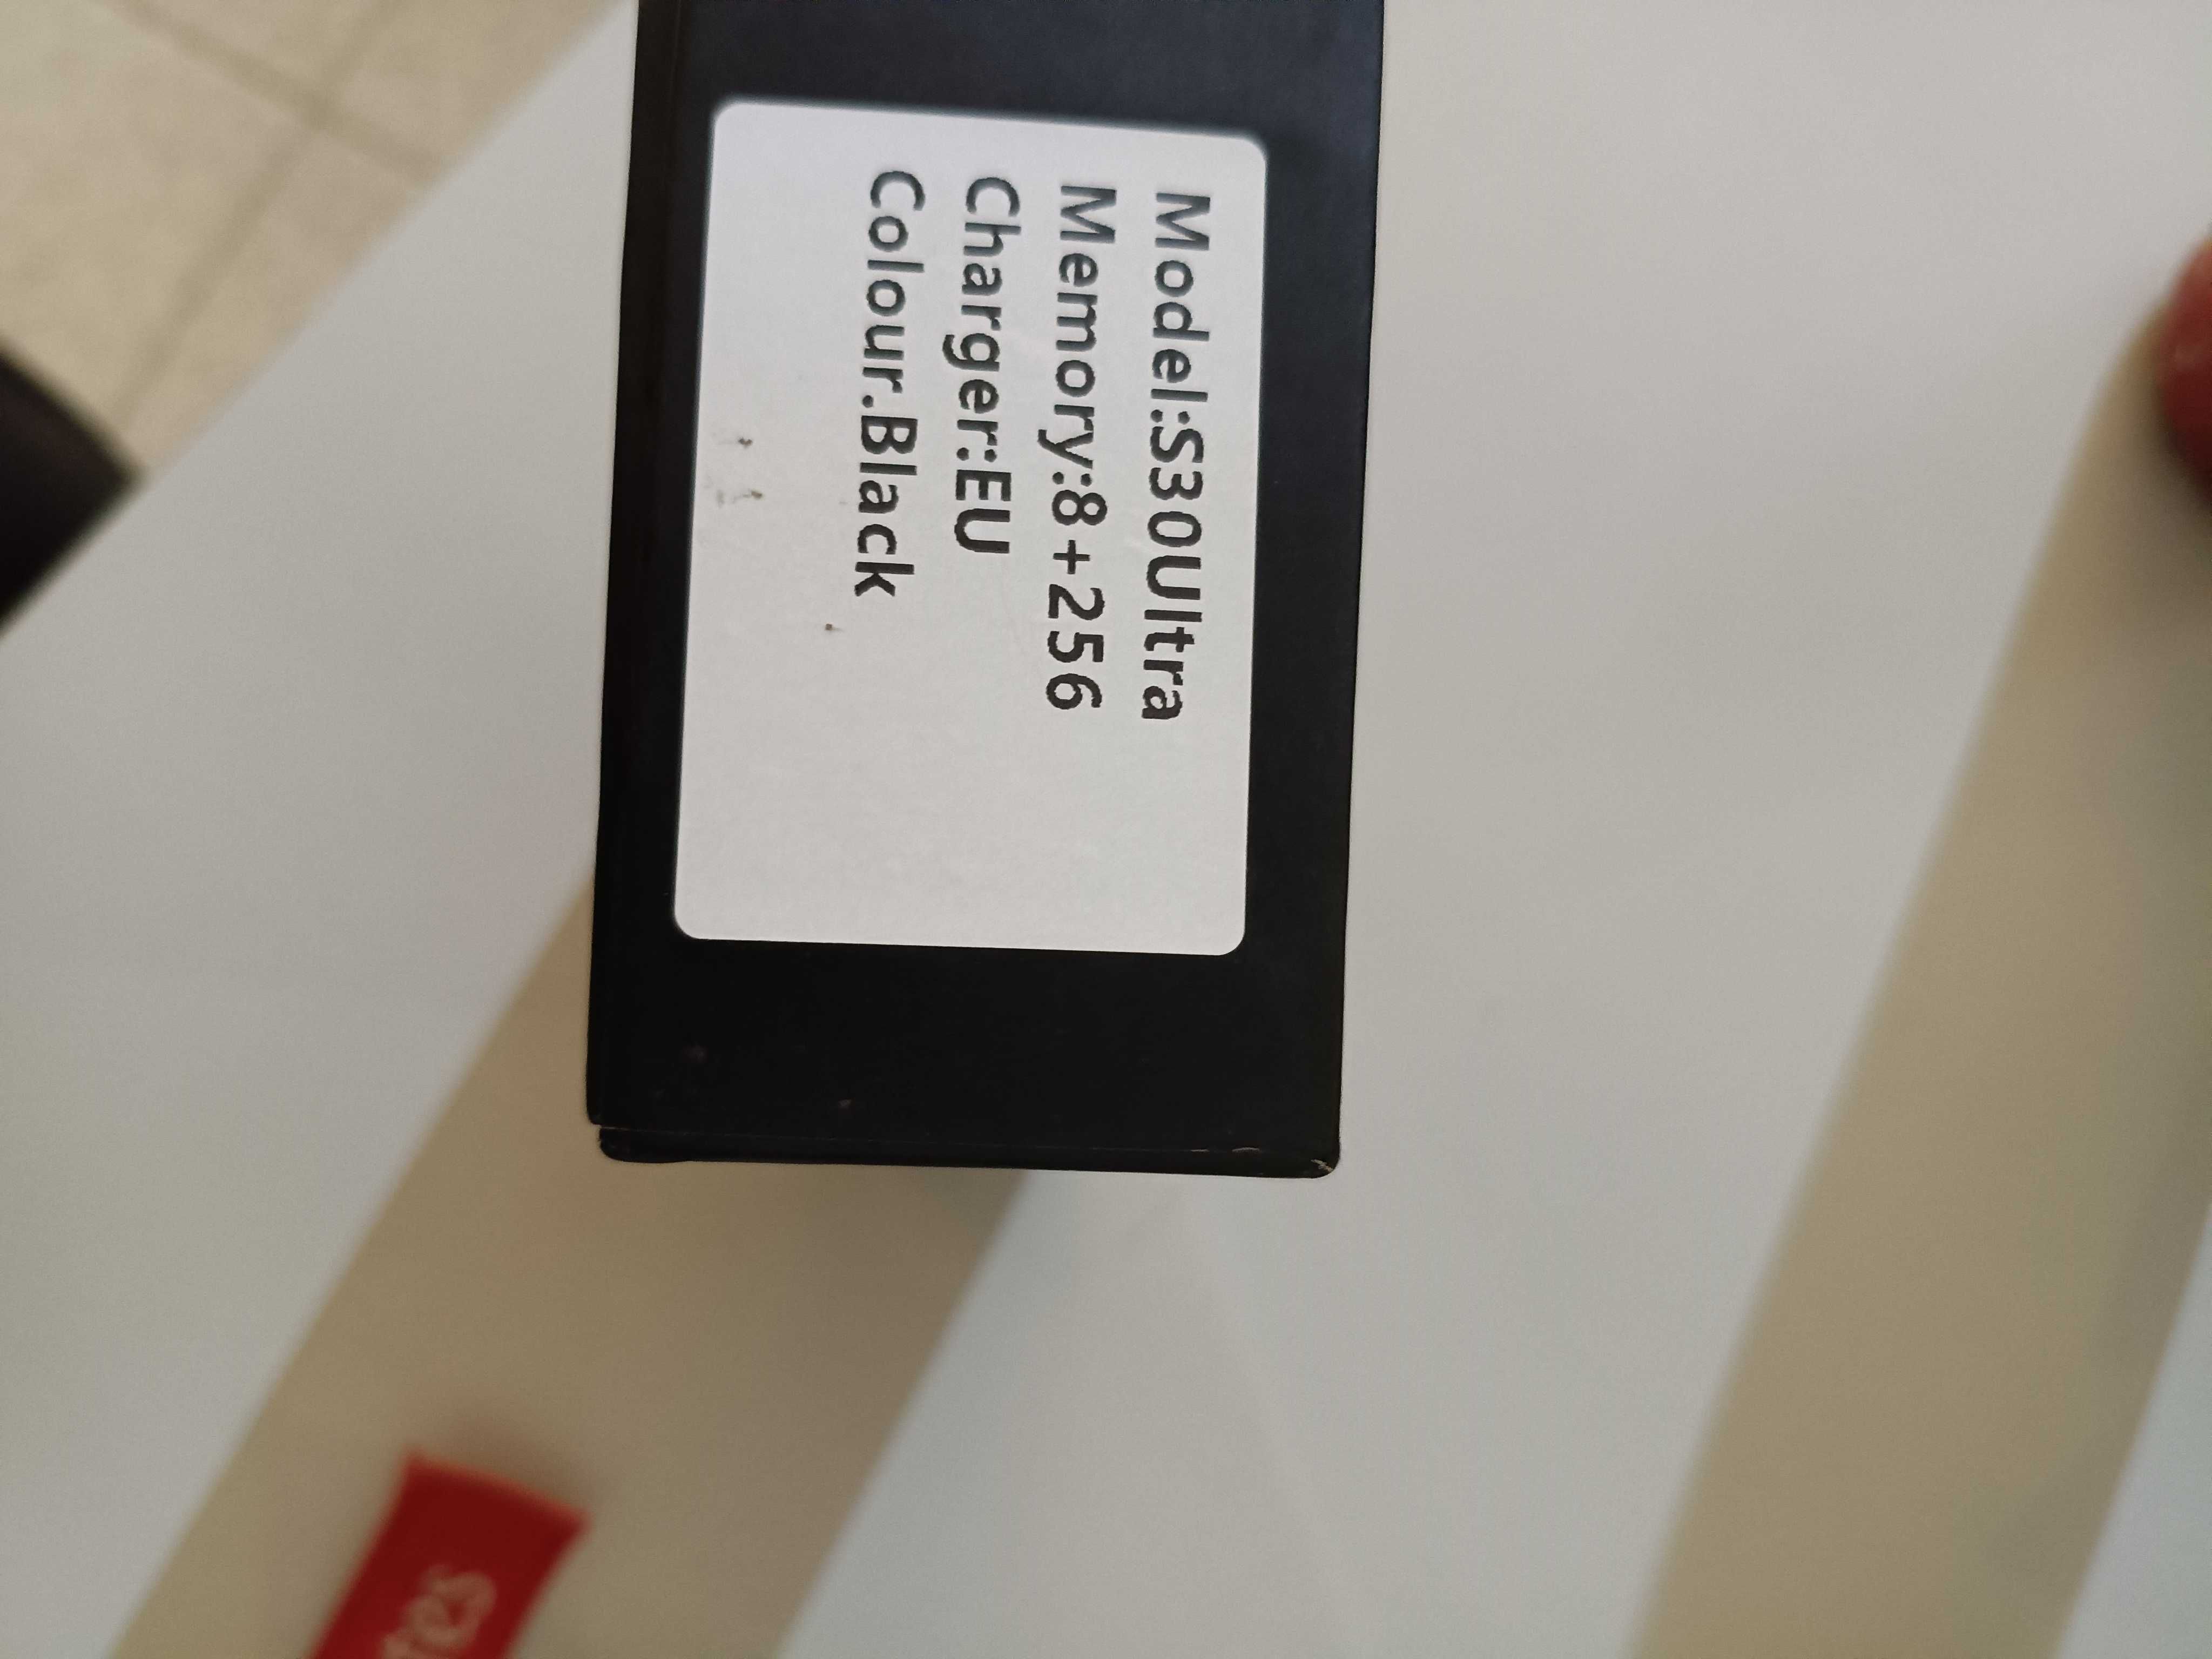 Model:S30Ultra
Memory:8+256
Charger:EU
Colour.Black